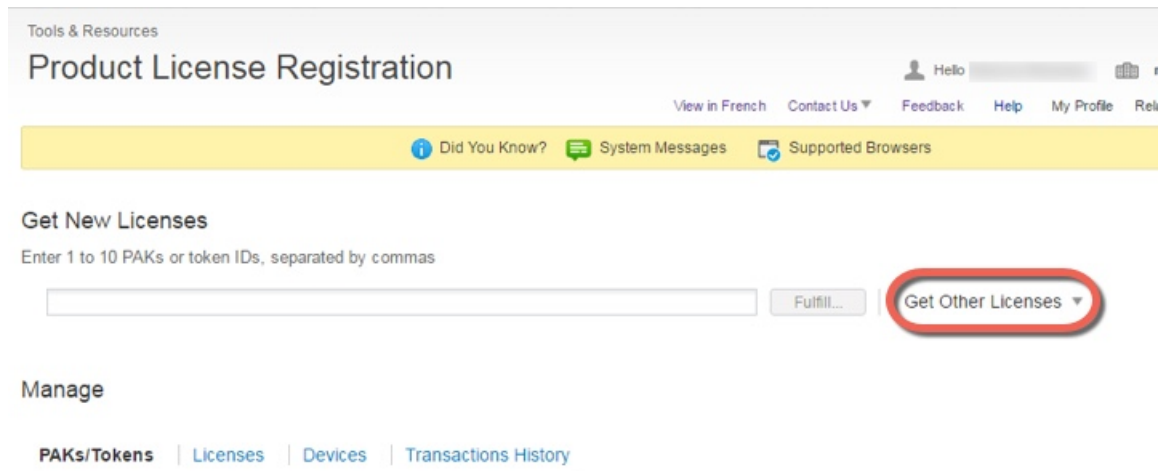 Tools & Resources
Product License Registration
Hello
View in French Contact Us Feedback Help My Profile
Did You Know? System Messages Supported Browsers
Get New Licenses
Enter 1 to 10 PAKs or token IDs, separated by commas
Fulfill... Get Other Licenses
Manage
PAKs/Tokens Licenses Devices Transactions History